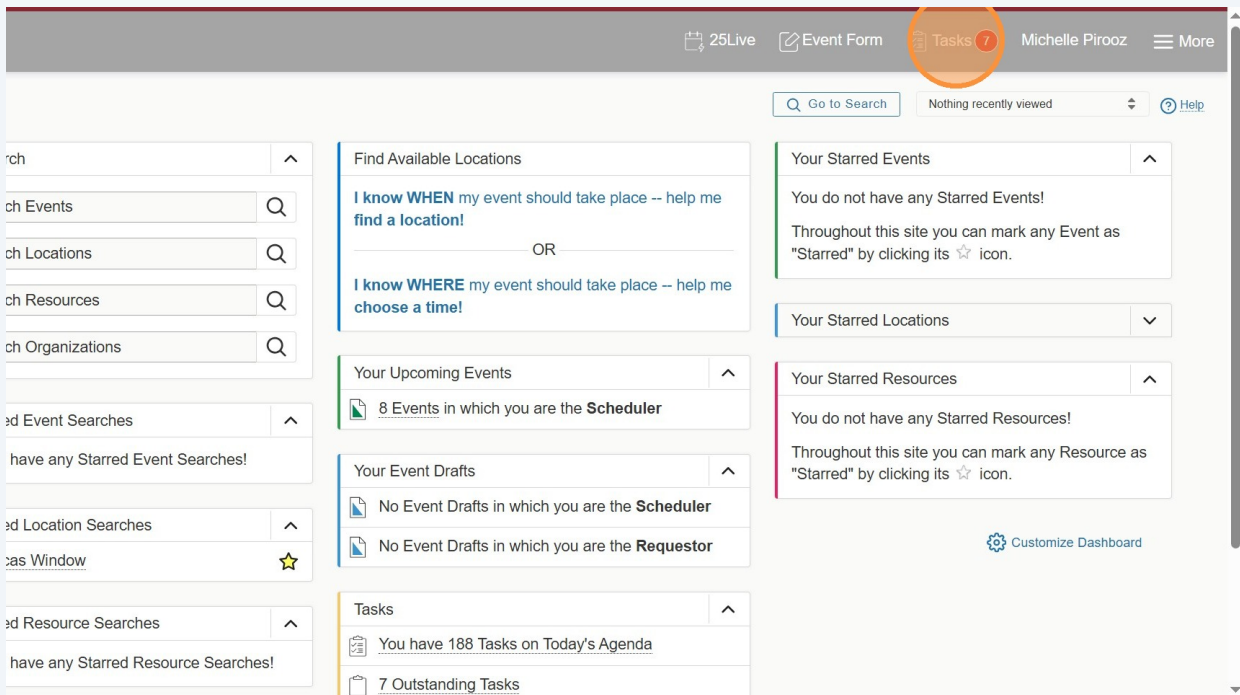 25Live Event Form Tasks 7 Michelle Pirooz More
Go to Search Nothing recently viewed Help
rch
ch Events
ch Locations
ch Resources
ch Organizations
ed Event Searches
have any Starred Event Searches!
ed Location Searches
cas Window
ed Resource Searches
have any Starred Resource Searches!
Find Available Locations
I know WHEN my event should take place -- help me
find a location!
OR
I know WHERE my event should take place -- help me
choose a time!
Your Upcoming Events
8 Events in which you are the Scheduler
Your Event Drafts
No Event Drafts in which you are the Scheduler
No Event Drafts in which you are the Requestor
Tasks
You have 188 Tasks on Today's Agenda
7 Outstanding Tasks
Your Starred Events
You do not have any Starred Events!
Throughout this site you can mark any Event as
"Starred" by clicking its icon.
Your Starred Locations
Your Starred Resources
You do not have any Starred Resources!
Throughout this site you can mark any Resource as
"Starred" by clicking its icon.
Customize Dashboard